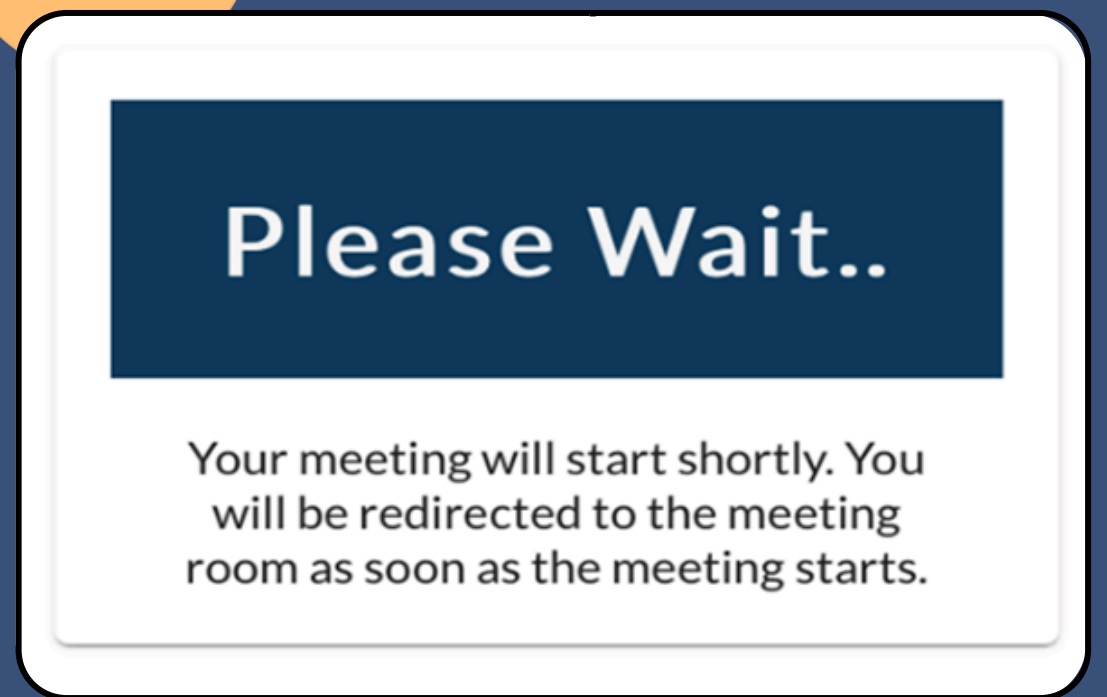 Please Wait..
Your meeting will start shortly. You
will be redirected to the meeting
room as soon as the meeting starts.